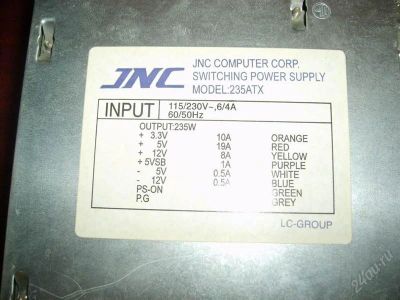 JNC
JNC COMPUTER CORP.
SWITCHING POWER SUPPLY
MODEL:235ATX
INPUT 115/230V~,6/4A
60/50Hz
OUTPUT:235W
+ 3.3V 10A ORANGE
+ 5V 19A RED
+ 12V 8A YELLOW
+ 5VSB 1A PURPLE
- 5V 0.5A WHITE
- 12V 0.5A BLUE
PS-ON GREEN
P.G GREY
LC-GROUP
24au.ru